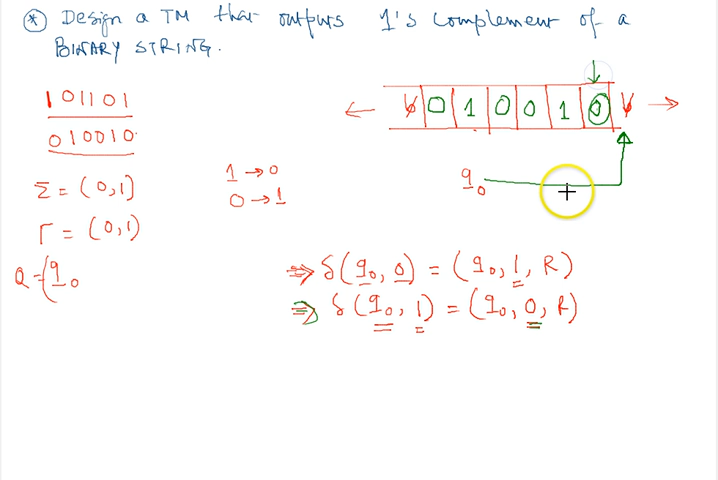 * Design a TM that outputs 1's complement of a
BINARY STRING.
101101
010010
Σ = (0,1)
Γ = (0,1)
Q = {q0
1 → 0
0 → 1
← b 0 1 0 0 1 0 b →
q0
⇒ δ(q0, 0) = (q0, 1, R)
⇒ δ(q0, 1) = (q0, 0, R)